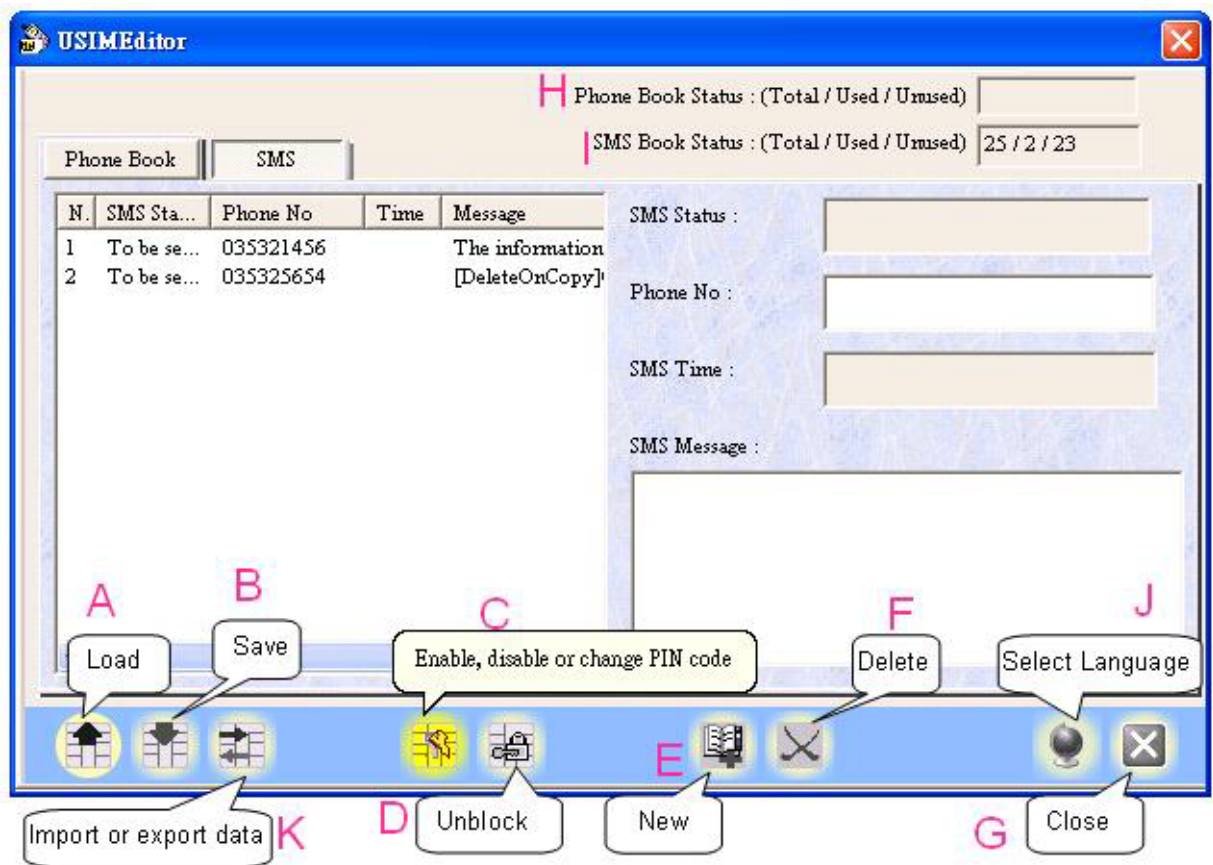 USIMEditor
H Phone Book Status : (Total / Used / Unused)
I SMS Book Status : (Total / Used / Unused) 25 / 2 / 23
Phone Book SMS
N. SMS Sta... Phone No Time Message
1 To be se... 035321456 The information
2 To be se... 035325654 [DeleteOnCopy]
SMS Status :
Phone No :
SMS Time :
SMS Message :
A B C F J
Load Save Enable, disable or change PIN code Delete Select Language
E
Import or export data K D Unblock New G Close